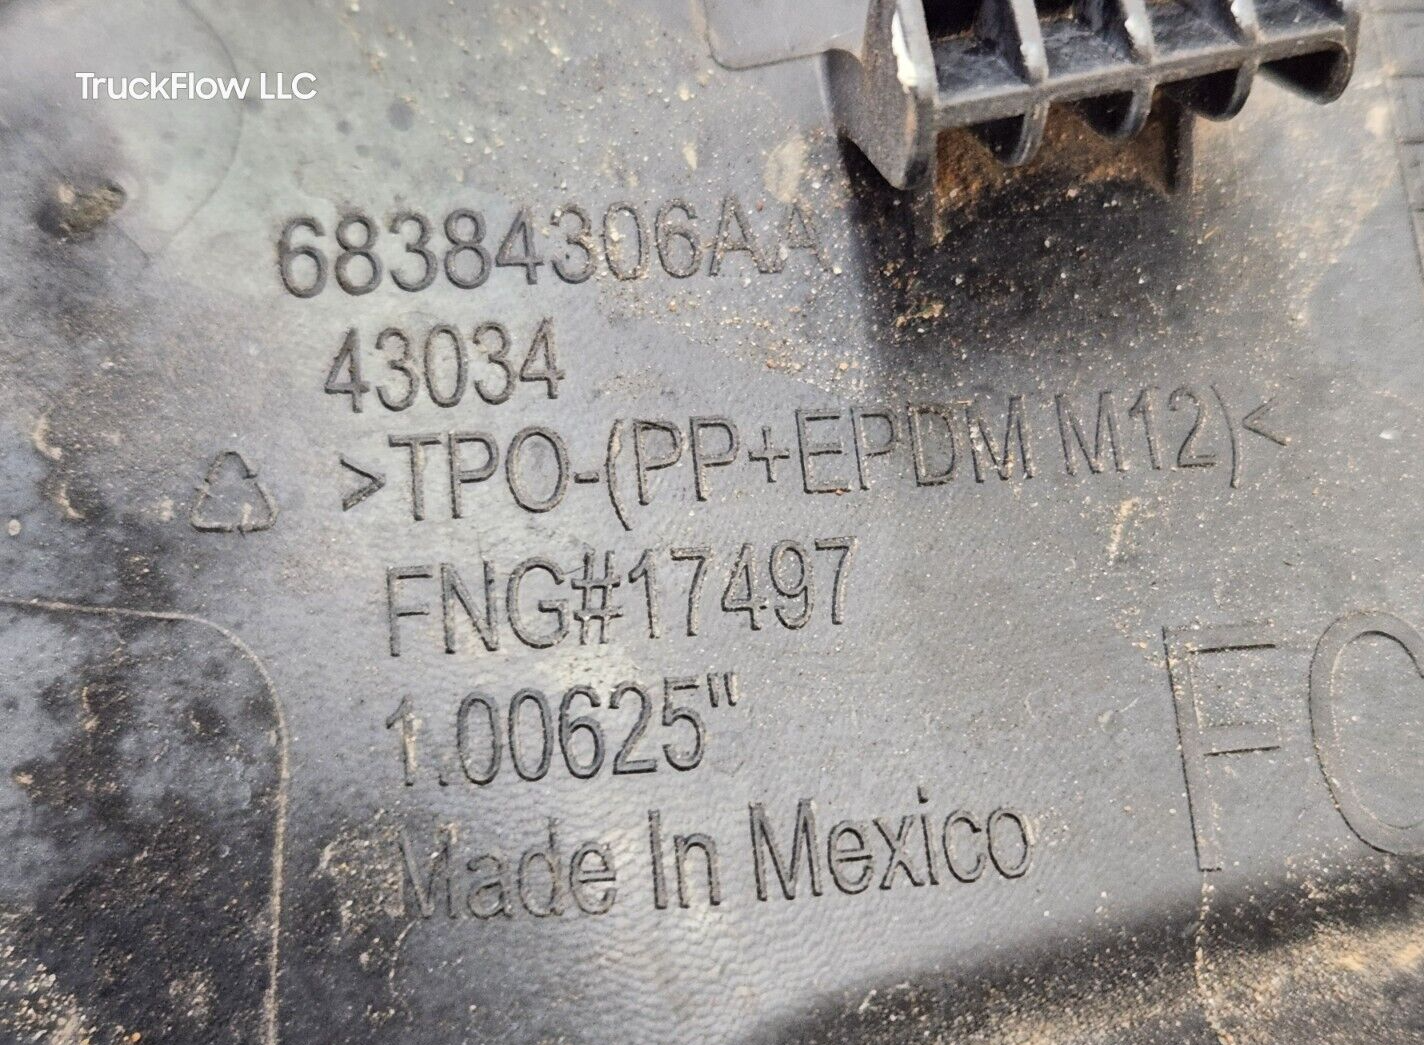 TruckFlow LLC
68384306AA
43034
>TPO-(PP+EPDM M12)<
FNG#17497
1.00625"
Made In Mexico